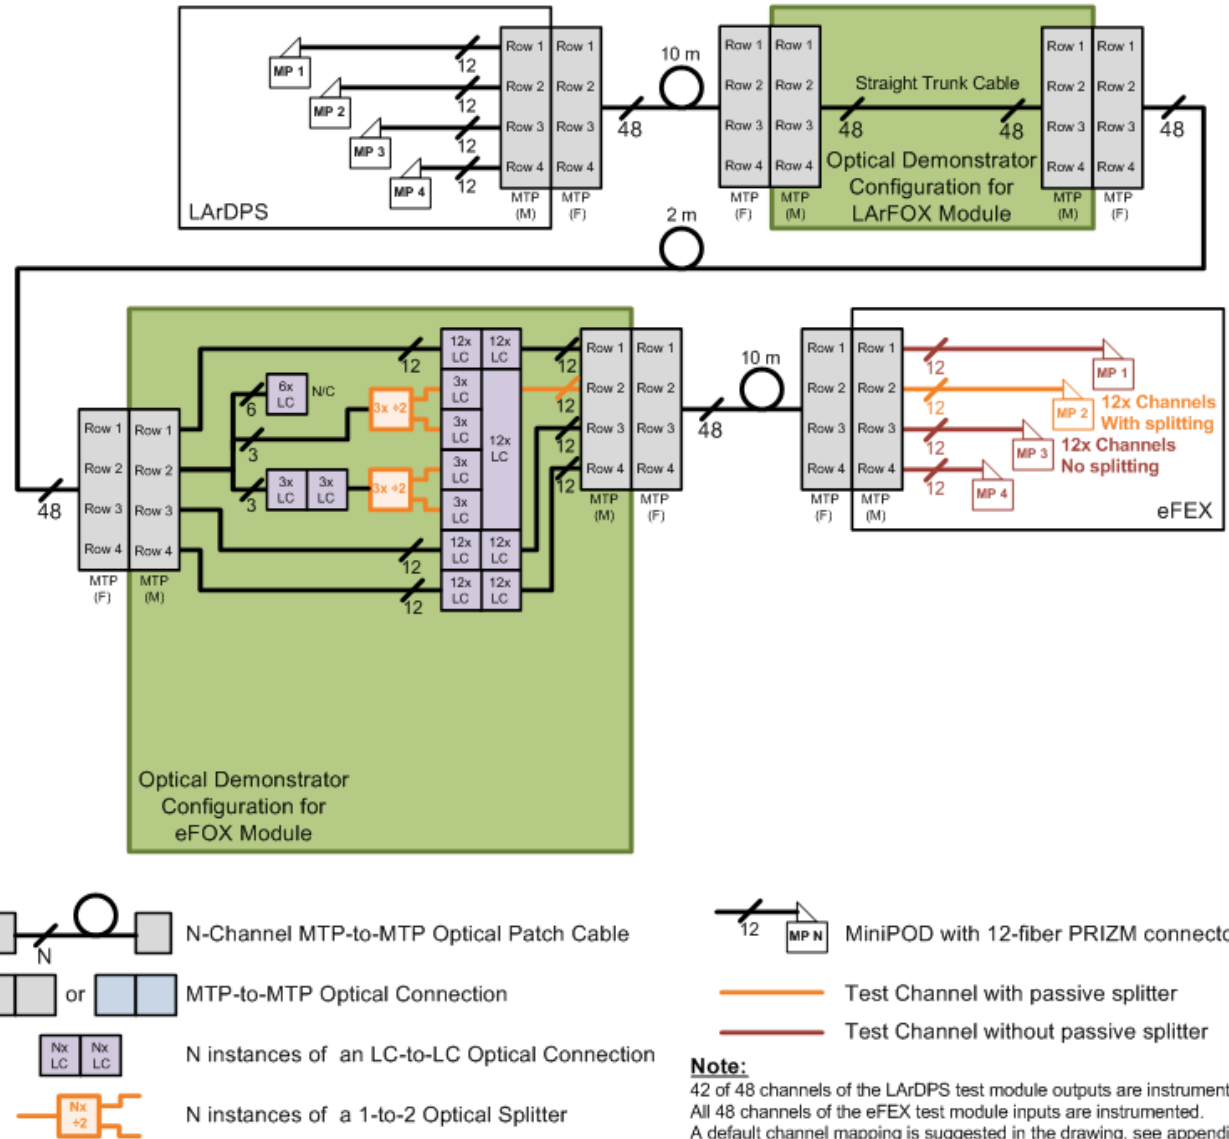 MP 1
MP 2
MP 3
MP 4
12
12
12
12
Row 1
Row 2
Row 3
Row 4
Row 1
Row 2
Row 3
Row 4
MTP
(M)
MTP
(F)
LArDPS
48
10 m
Row 1
Row 2
Row 3
Row 4
Row 1
Row 2
Row 3
Row 4
MTP
(F)
MTP
(M)
Straight Trunk Cable
48
48
Optical Demonstrator
Configuration for
LArFOX Module
Row 1
Row 2
Row 3
Row 4
Row 1
Row 2
Row 3
Row 4
MTP
(M)
MTP
(F)
48
2 m
48
Row 1
Row 2
Row 3
Row 4
Row 1
Row 2
Row 3
Row 4
MTP
(F)
MTP
(M)
6
6x
LC
N/C
3
3
3x
LC
3x
LC
3x ÷2
3x ÷2
12
12
12
12x
LC
12x
LC
3x
LC
3x
LC
3x
LC
3x
LC
12x
LC
12x
LC
12x
LC
12x
LC
12x
LC
12
12
12
12
Row 1
Row 2
Row 3
Row 4
Row 1
Row 2
Row 3
Row 4
MTP
(M)
MTP
(F)
48
10 m
Row 1
Row 2
Row 3
Row 4
Row 1
Row 2
Row 3
Row 4
MTP
(F)
MTP
(M)
12
12
12
12
MP 1
MP 2
MP 3
MP 4
12x Channels
With splitting
12x Channels
No splitting
eFEX
Optical Demonstrator
Configuration for
eFOX Module
N
N-Channel MTP-to-MTP Optical Patch Cable
or
MTP-to-MTP Optical Connection
Nx
LC
Nx
LC
N instances of an LC-to-LC Optical Connection
Nx
÷2
N instances of a 1-to-2 Optical Splitter
12
MP N
MiniPOD with 12-fiber PRIZM
Test Channel with passive splitter
Test Channel without passive splitter
Note:
42 of 48 channels of the LArDPS test module outputs are
All 48 channels of the eFEX test module inputs are instrumented.
A default channel mapping is suggested in the drawing, see